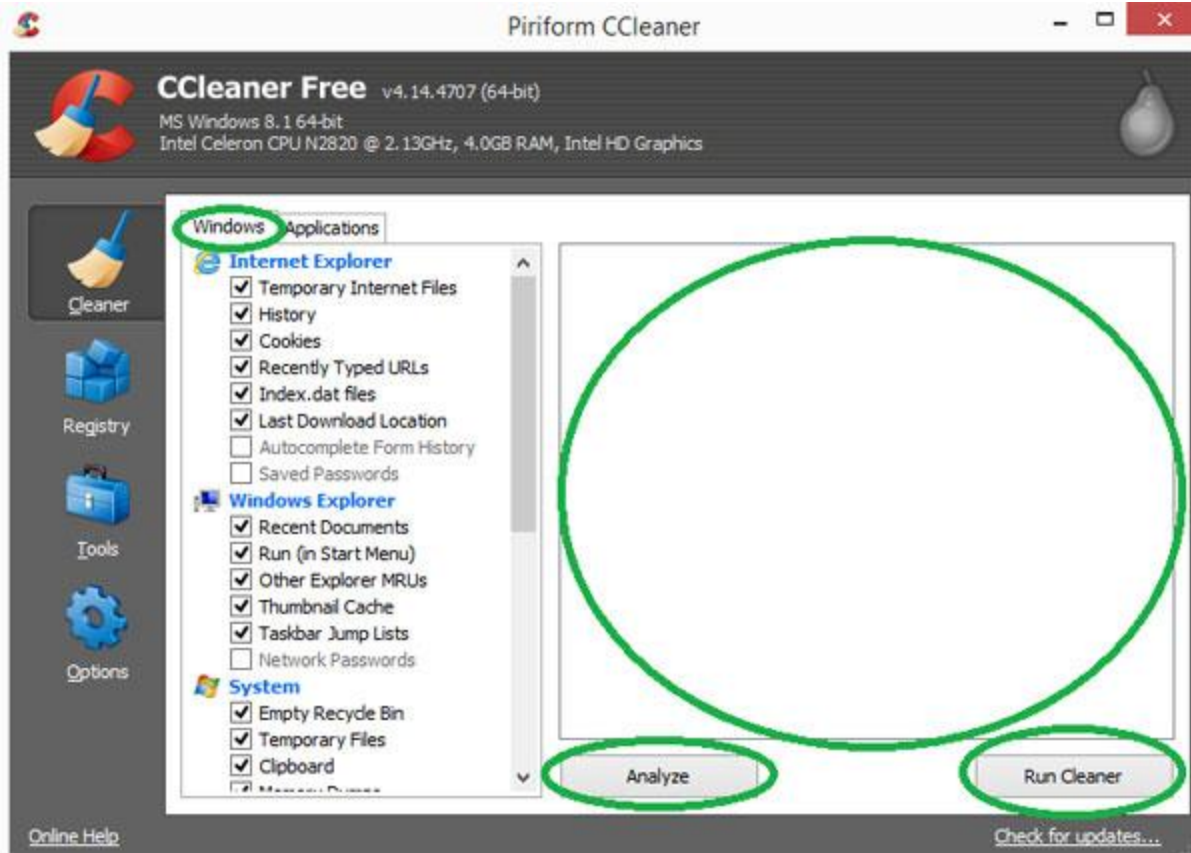 Piriform CCleaner
CCleaner Free v4.14.4707 (64-bit)
MS Windows 8.1 64-bit
Intel Celeron CPU N2820 @ 2.13GHz, 4.0GB RAM, Intel HD Graphics
Cleaner
Registry
Tools
Options
Windows Applications
Internet Explorer
Temporary Internet Files
History
Cookies
Recently Typed URLs
Index.dat files
Last Download Location
Autocomplete Form History
Saved Passwords
Windows Explorer
Recent Documents
Run (in Start Menu)
Other Explorer MRUs
Thumbnail Cache
Taskbar Jump Lists
Network Passwords
System
Empty Recycle Bin
Temporary Files
Clipboard
Memory Dumps
Analyze
Run Cleaner
Online Help
Check for updates...